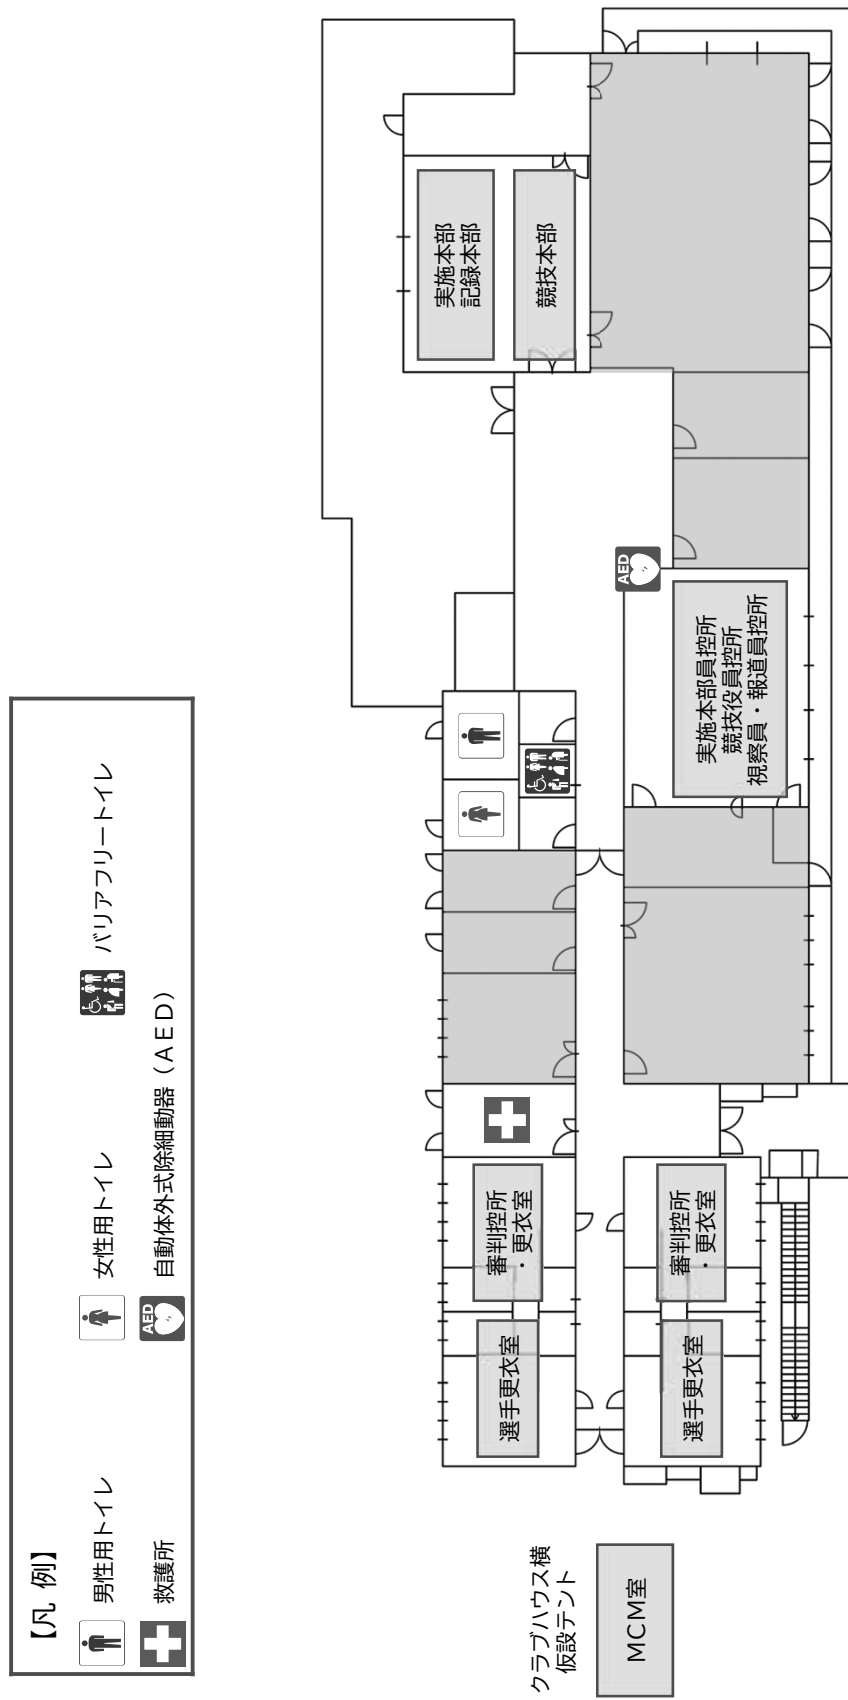 【凡 例】
男性用トイレ
女性用トイレ
バリアフリートイレ
救護所
AED
自動体外式除細動器（ＡＥＤ）
クラブハウス横
仮設テント
MCM室
選手更衣室
審判控所
・更衣室
選手更衣室
審判控所
・更衣室
実施本部員控所
競技役員控所
視察員・報道員控所
AED
実施本部
記録本部
競技本部